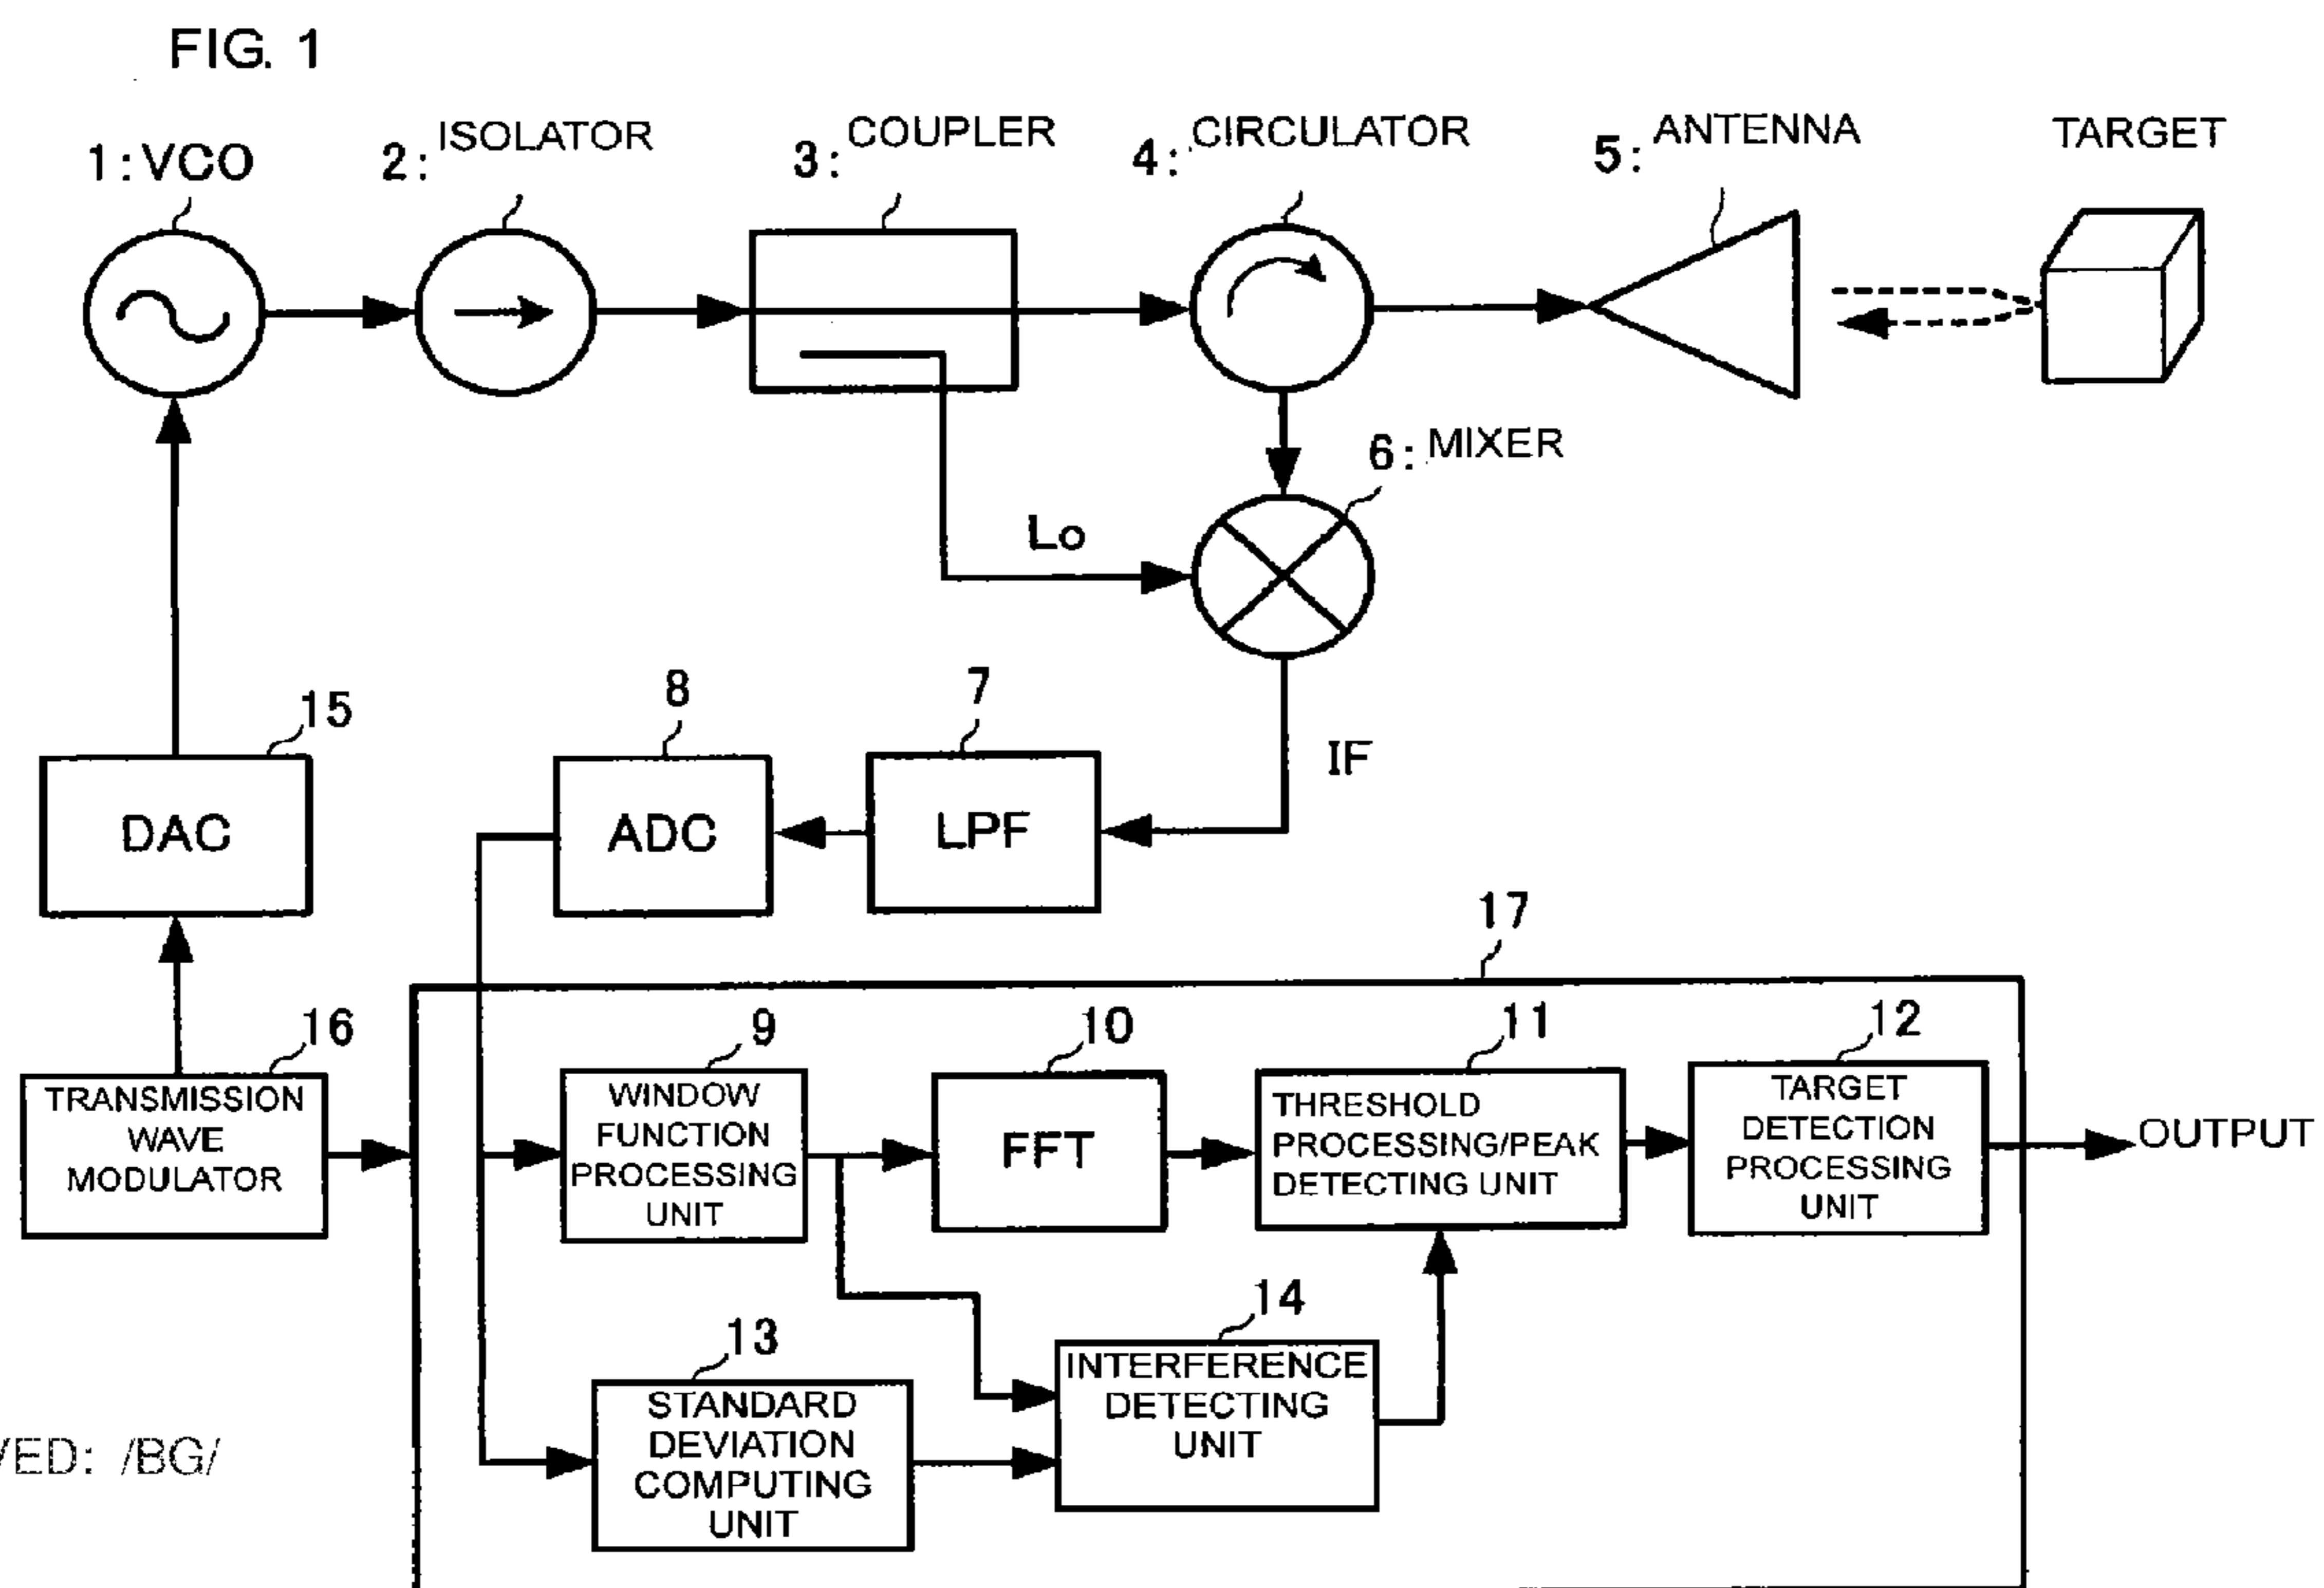 FIG. 1
1: VCO
2: ISOLATOR
3: COUPLER
4: CIRCULATOR
5: ANTENNA
TARGET
6: MIXER
Lo
IF
15
DAC
8
ADC
7
LPF
17
16
TRANSMISSION
WAVE
MODULATOR
9
WINDOW
FUNCTION
PROCESSING
UNIT
10
FFT
11
THRESHOLD
PROCESSING/PEAK
DETECTING UNIT
12
TARGET
DETECTION
PROCESSING
UNIT
OUTPUT
13
STANDARD
DEVIATION
COMPUTING
UNIT
14
INTERFERENCE
DETECTING
UNIT
VED: /BG/